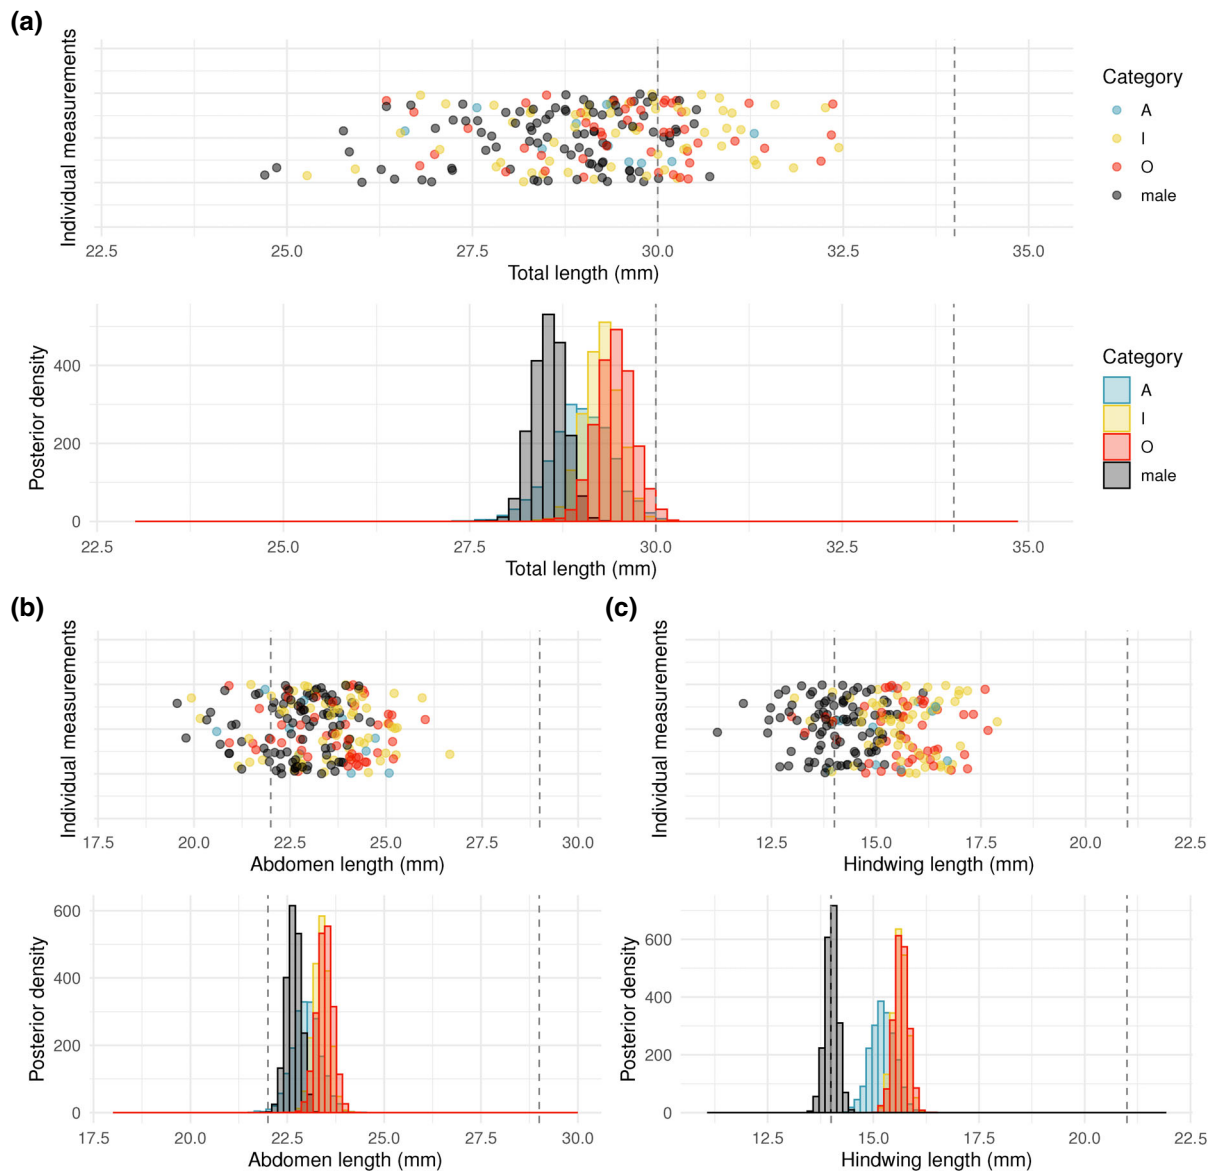 (a)
Individual measurements
22.5 25.0 27.5 30.0 32.5 35.0
Total length (mm)
Category
A
I
O
male
Posterior density
400
200
0
22.5 25.0 27.5 30.0 32.5 35.0
Total length (mm)
Category
A
I
O
male
(b)
Individual measurements
17.5 20.0 22.5 25.0 27.5 30.0
Abdomen length (mm)
Posterior density
600
400
200
0
17.5 20.0 22.5 25.0 27.5 30.0
Abdomen length (mm)
(c)
Individual measurements
12.5 15.0 17.5 20.0 22.5
Hindwing length (mm)
Posterior density
600
400
200
0
12.5 15.0 17.5 20.0 22.5
Hindwing length (mm)